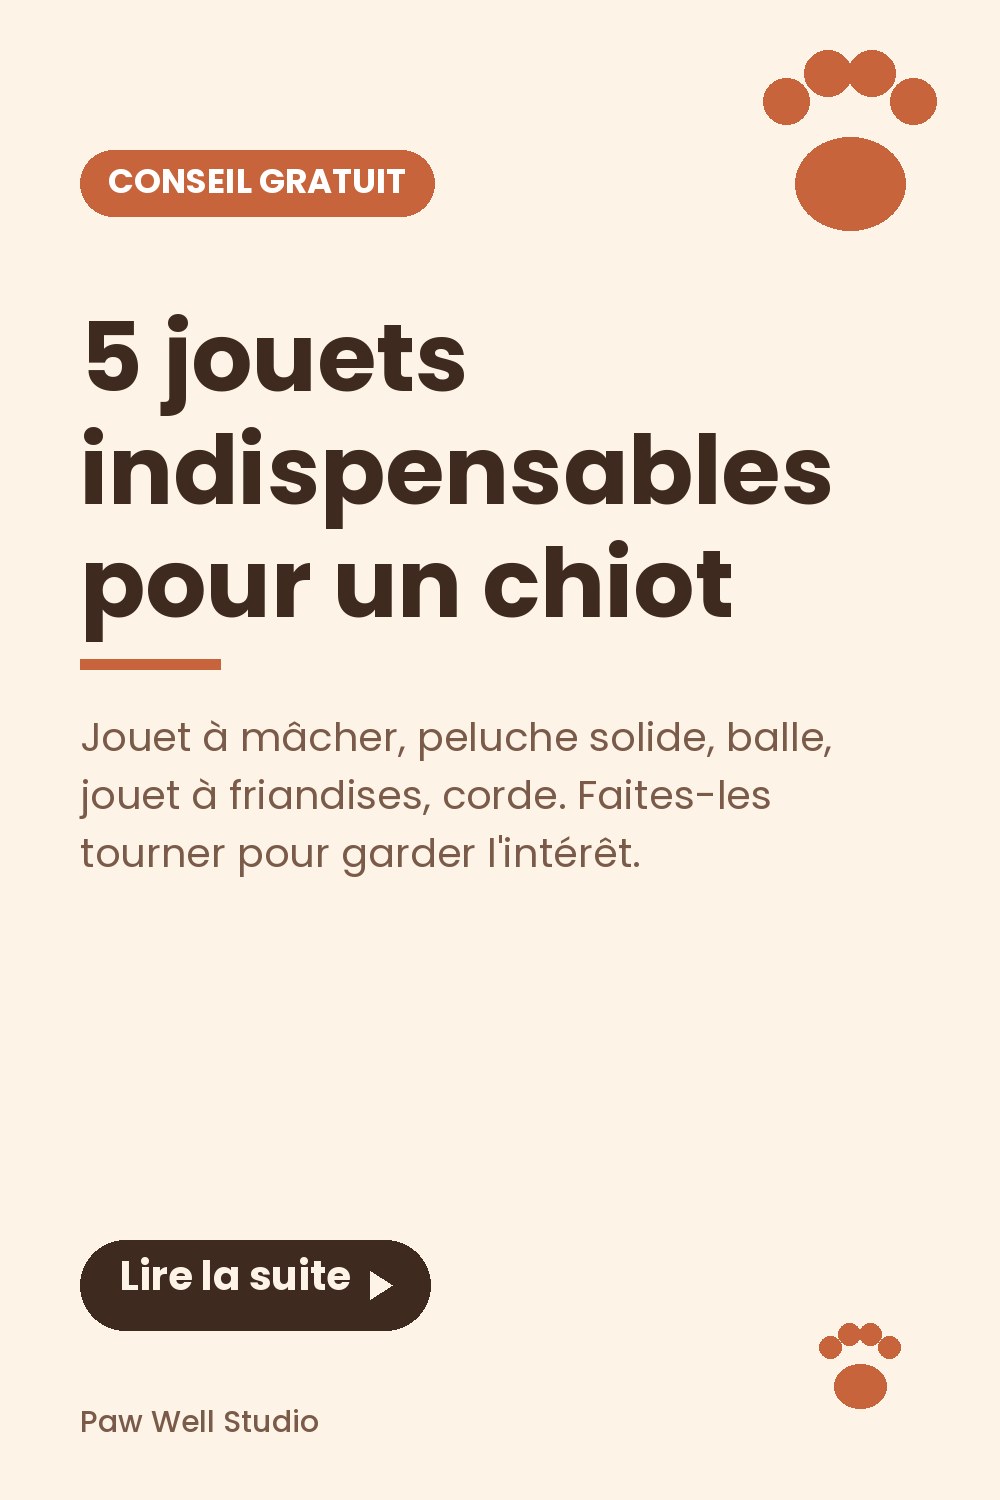 CONSEIL GRATUIT
5 jouets
indispensables
pour un chiot
Jouet à mâcher, peluche solide, balle,
jouet à friandises, corde. Faites-les
tourner pour garder l'intérêt.
Lire la suite
Paw Well Studio